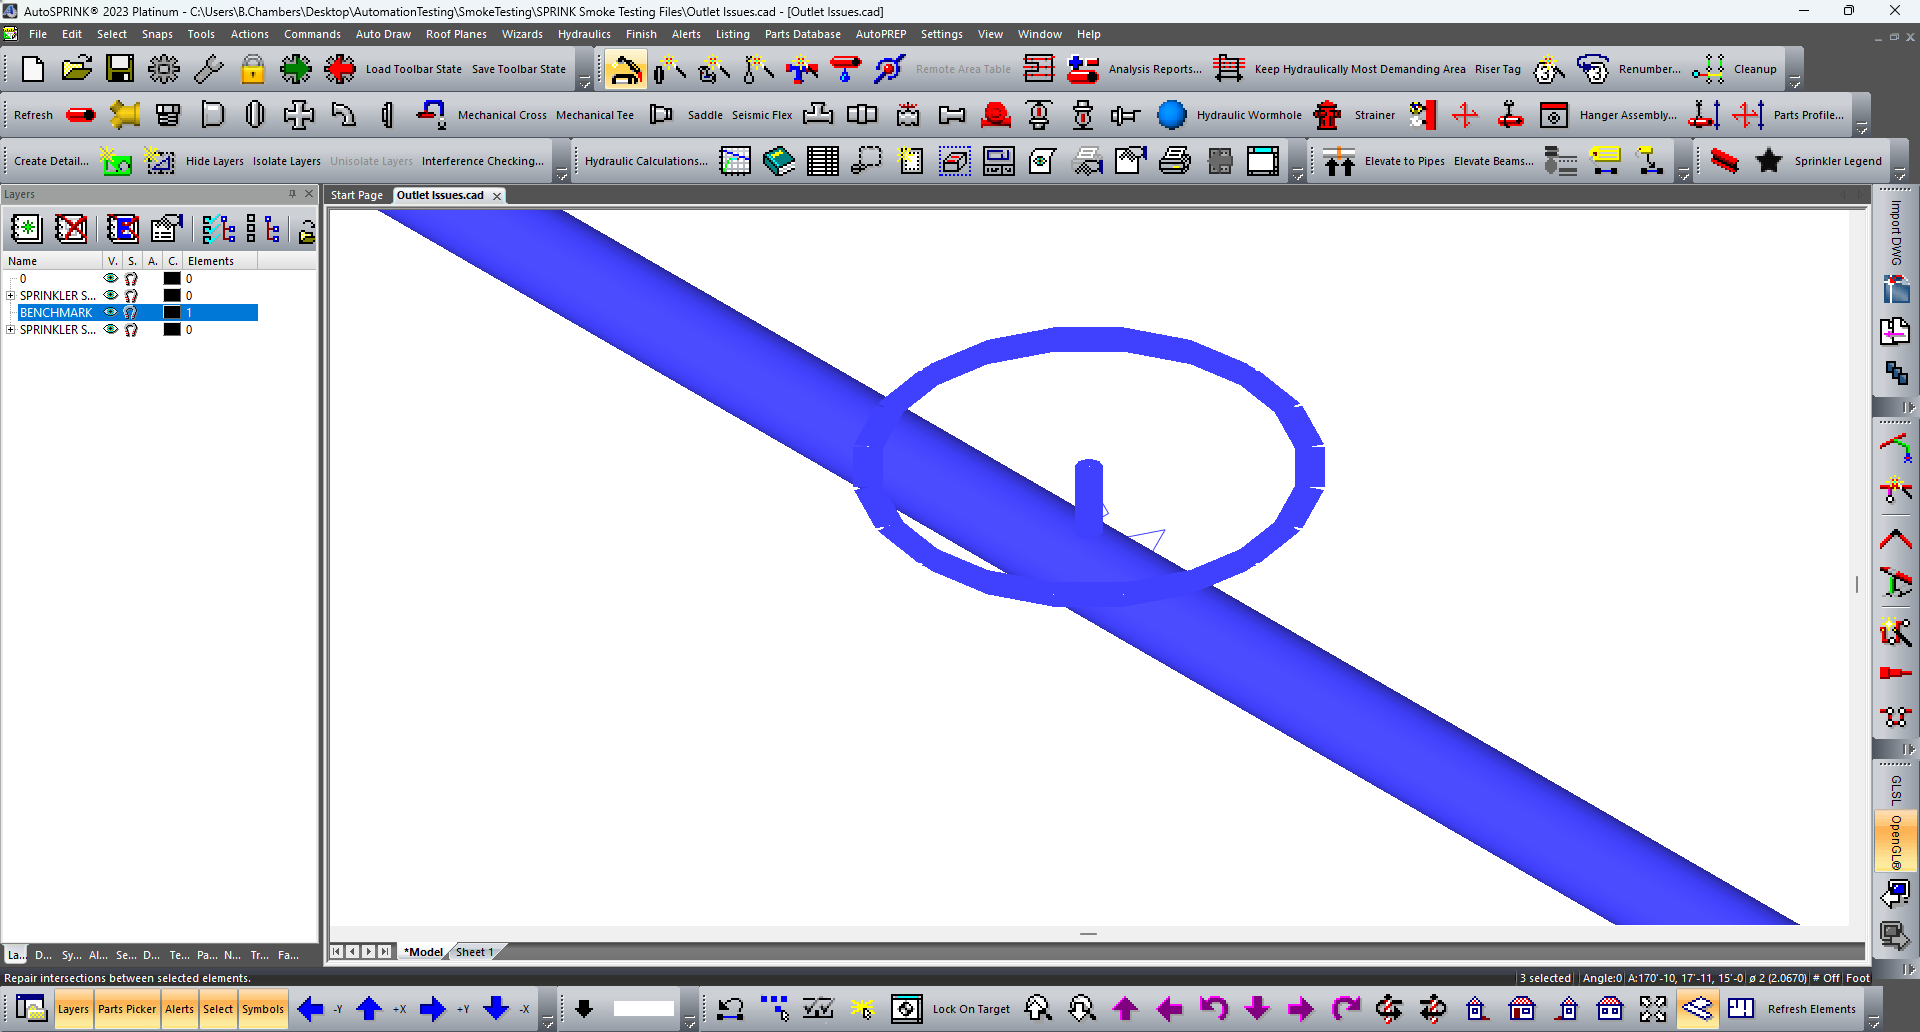 AutoSPRINK® 2023 Platinum - C:\Users\B.Chambers\Desktop\AutomationTesting\SmokeTesting\SPRINK Smoke Testing Files\Outlet Issues.cad - [Outlet Issues.cad]
File Edit Select Snaps Tools Actions Commands Auto Draw Roof Planes Wizards Hydraulics Finish Alerts Listing Parts Database AutoPREP Settings View Window Help
Load Toolbar State Save Toolbar State Remote Area Table Analysis Reports... Keep Hydraulically Most Demanding Area Riser Tag Renumber... Cleanup
Refresh Mechanical Cross Mechanical Tee Saddle Seismic Flex Hydraulic Wormhole Strainer Hanger Assembly... Parts Profile...
Create Detail... Hide Layers Isolate Layers Unisolate Layers Interference Checking... Hydraulic Calculations... Elevate to Pipes Elevate Beams... Sprinkler Legend
Layers
Start Page Outlet Issues.cad
Import DWG
Name V. S. A. C. Elements
0 0
SPRINKLER S... 0
BENCHMARK 1
SPRINKLER S... 0
GLSL
OpenGL®
*Model Sheet 1
La... D... Sy... Al... Se... D... Te... Pa... N... Tr... Fa...
Repair intersections between selected elements.
3 selected Angle:0 A:170'-10, 17'-11, 15'-0 ø 2 (2.0670) # Off Foot
Layers Parts Picker Alerts Select Symbols -Y +X +Y -X Lock On Target Refresh Elements